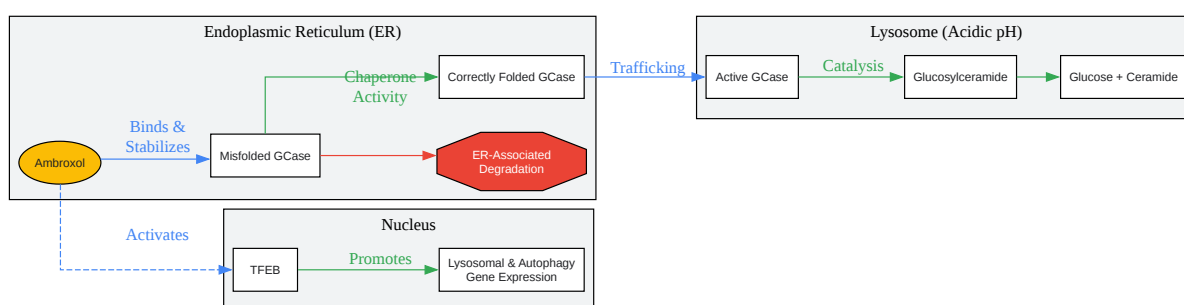 Endoplasmic Reticulum (ER)
Lysosome (Acidic pH)
Chaperone
Activity
Correctly Folded GCase
Trafficking
Active GCase
Catalysis
Glucosylceramide
Glucose + Ceramide
Binds &
Stabilizes
Ambroxol
Misfolded GCase
ER-Associated
Degradation
Nucleus
Activates
TFEB
Promotes
Lysosomal & Autophagy
Gene Expression